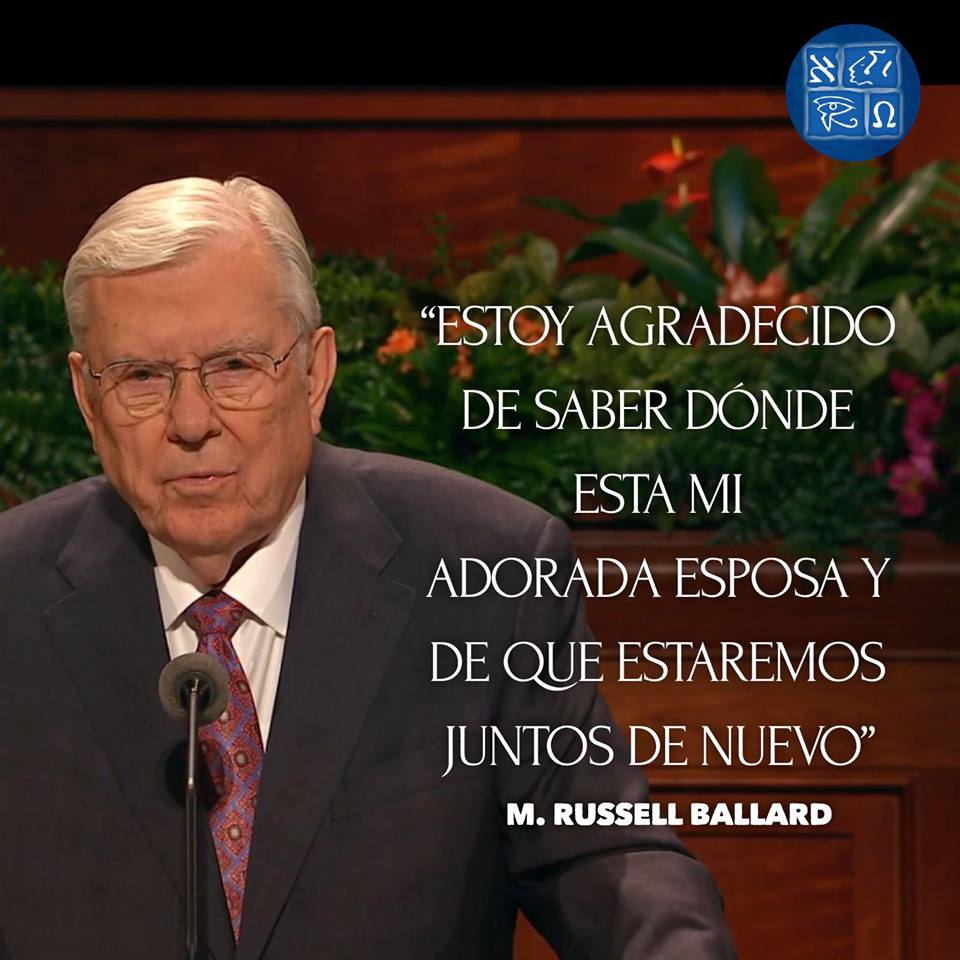 “ESTOY AGRADECIDO
DE SABER DÓNDE
ESTA MI
ADORADA ESPOSA Y
DE QUE ESTAREMOS
JUNTOS DE NUEVO”
M. RUSSELL BALLARD